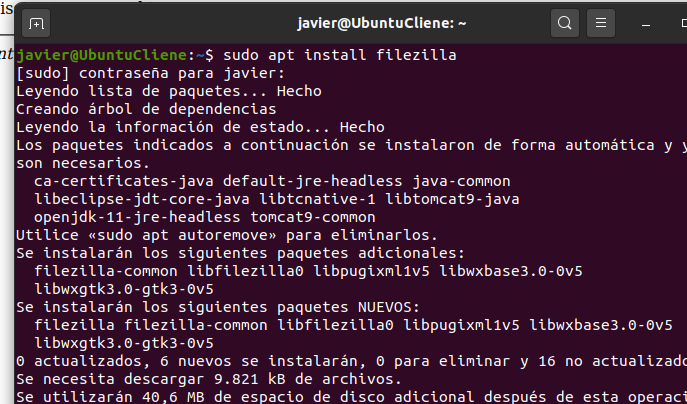 is
javier@UbuntuCliene: ~
nt
javier@UbuntuCliene:~$ sudo apt install filezilla
[sudo] contraseña para javier:
Leyendo lista de paquetes... Hecho
Creando árbol de dependencias
Leyendo la información de estado... Hecho
Los paquetes indicados a continuación se instalaron de forma automática y y
son necesarios.
ca-certificates-java default-jre-headless java-common
libeclipse-jdt-core-java libtcnative-1 libtomcat9-java
openjdk-11-jre-headless tomcat9-common
Utilice «sudo apt autoremove» para eliminarlos.
Se instalarán los siguientes paquetes adicionales:
filezilla-common libfilezilla0 libpugixml1v5 libwxbase3.0-0v5
libwxgtk3.0-gtk3-0v5
Se instalarán los siguientes paquetes NUEVOS:
filezilla filezilla-common libfilezilla0 libpugixml1v5 libwxbase3.0-0v5
libwxgtk3.0-gtk3-0v5
0 actualizados, 6 nuevos se instalarán, 0 para eliminar y 16 no actualizado
Se necesita descargar 9.821 kB de archivos.
Se utilizarán 40,6 MB de espacio de disco adicional después de esta operaci